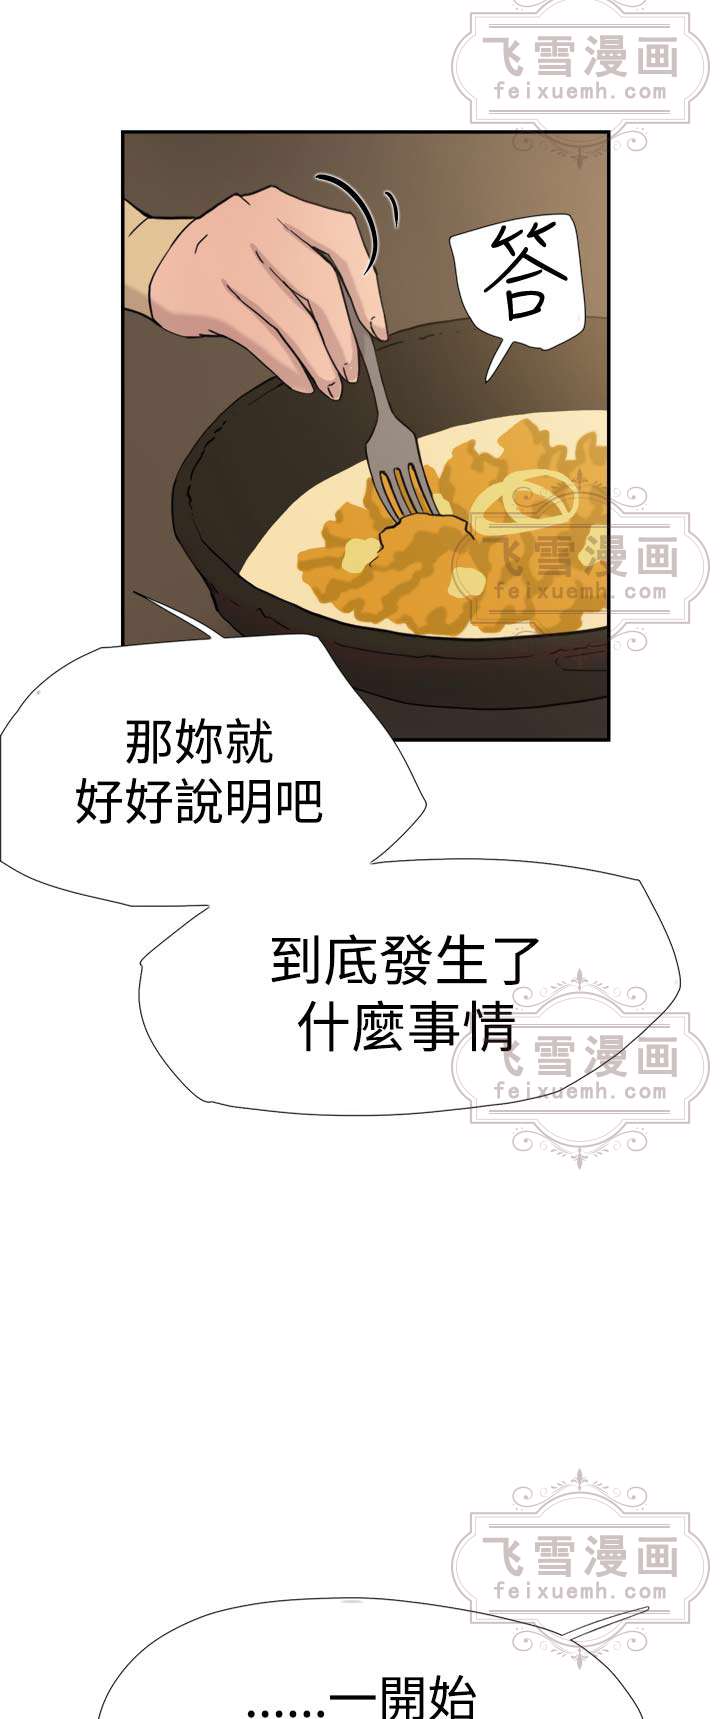 飞雪漫画
feixuemh.com
答
飞雪漫画
feixuemh.com
那妳就
好好說明吧
到底發生了
什麼事情
飞雪漫画
feixuemh.com
飞雪漫画
feixuemh.com
......一開始